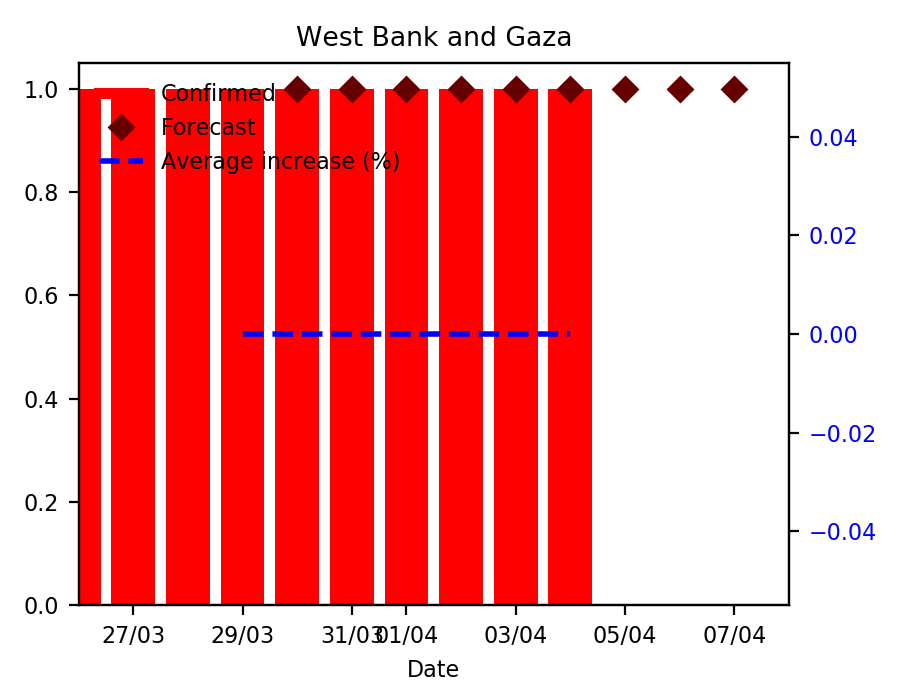 West Bank and Gaza
1.0
0.8
0.6
0.4
0.2
0.0
Confirmed
Forecast
Average increase (%)
0.04
0.02
0.00
−0.02
−0.04
27/03 29/03 31/03 01/04 03/04 05/04 07/04
Date